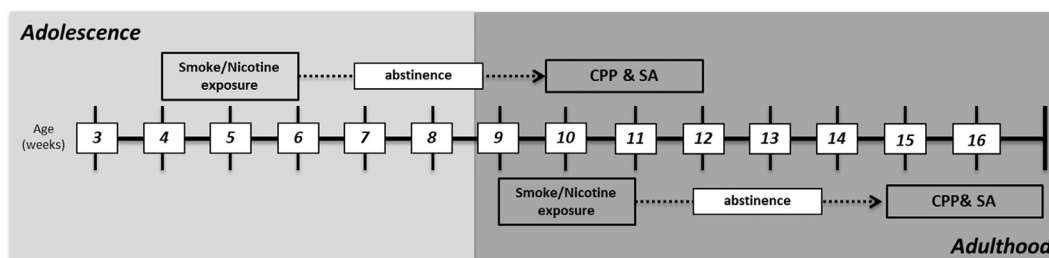 Adolescence
Smoke/Nicotine
exposure
abstinence
CPP & SA
Age
(weeks)
3 4 5 6 7 8 9 10 11 12 13 14 15 16
Smoke/Nicotine
exposure
abstinence
CPP& SA
Adulthood